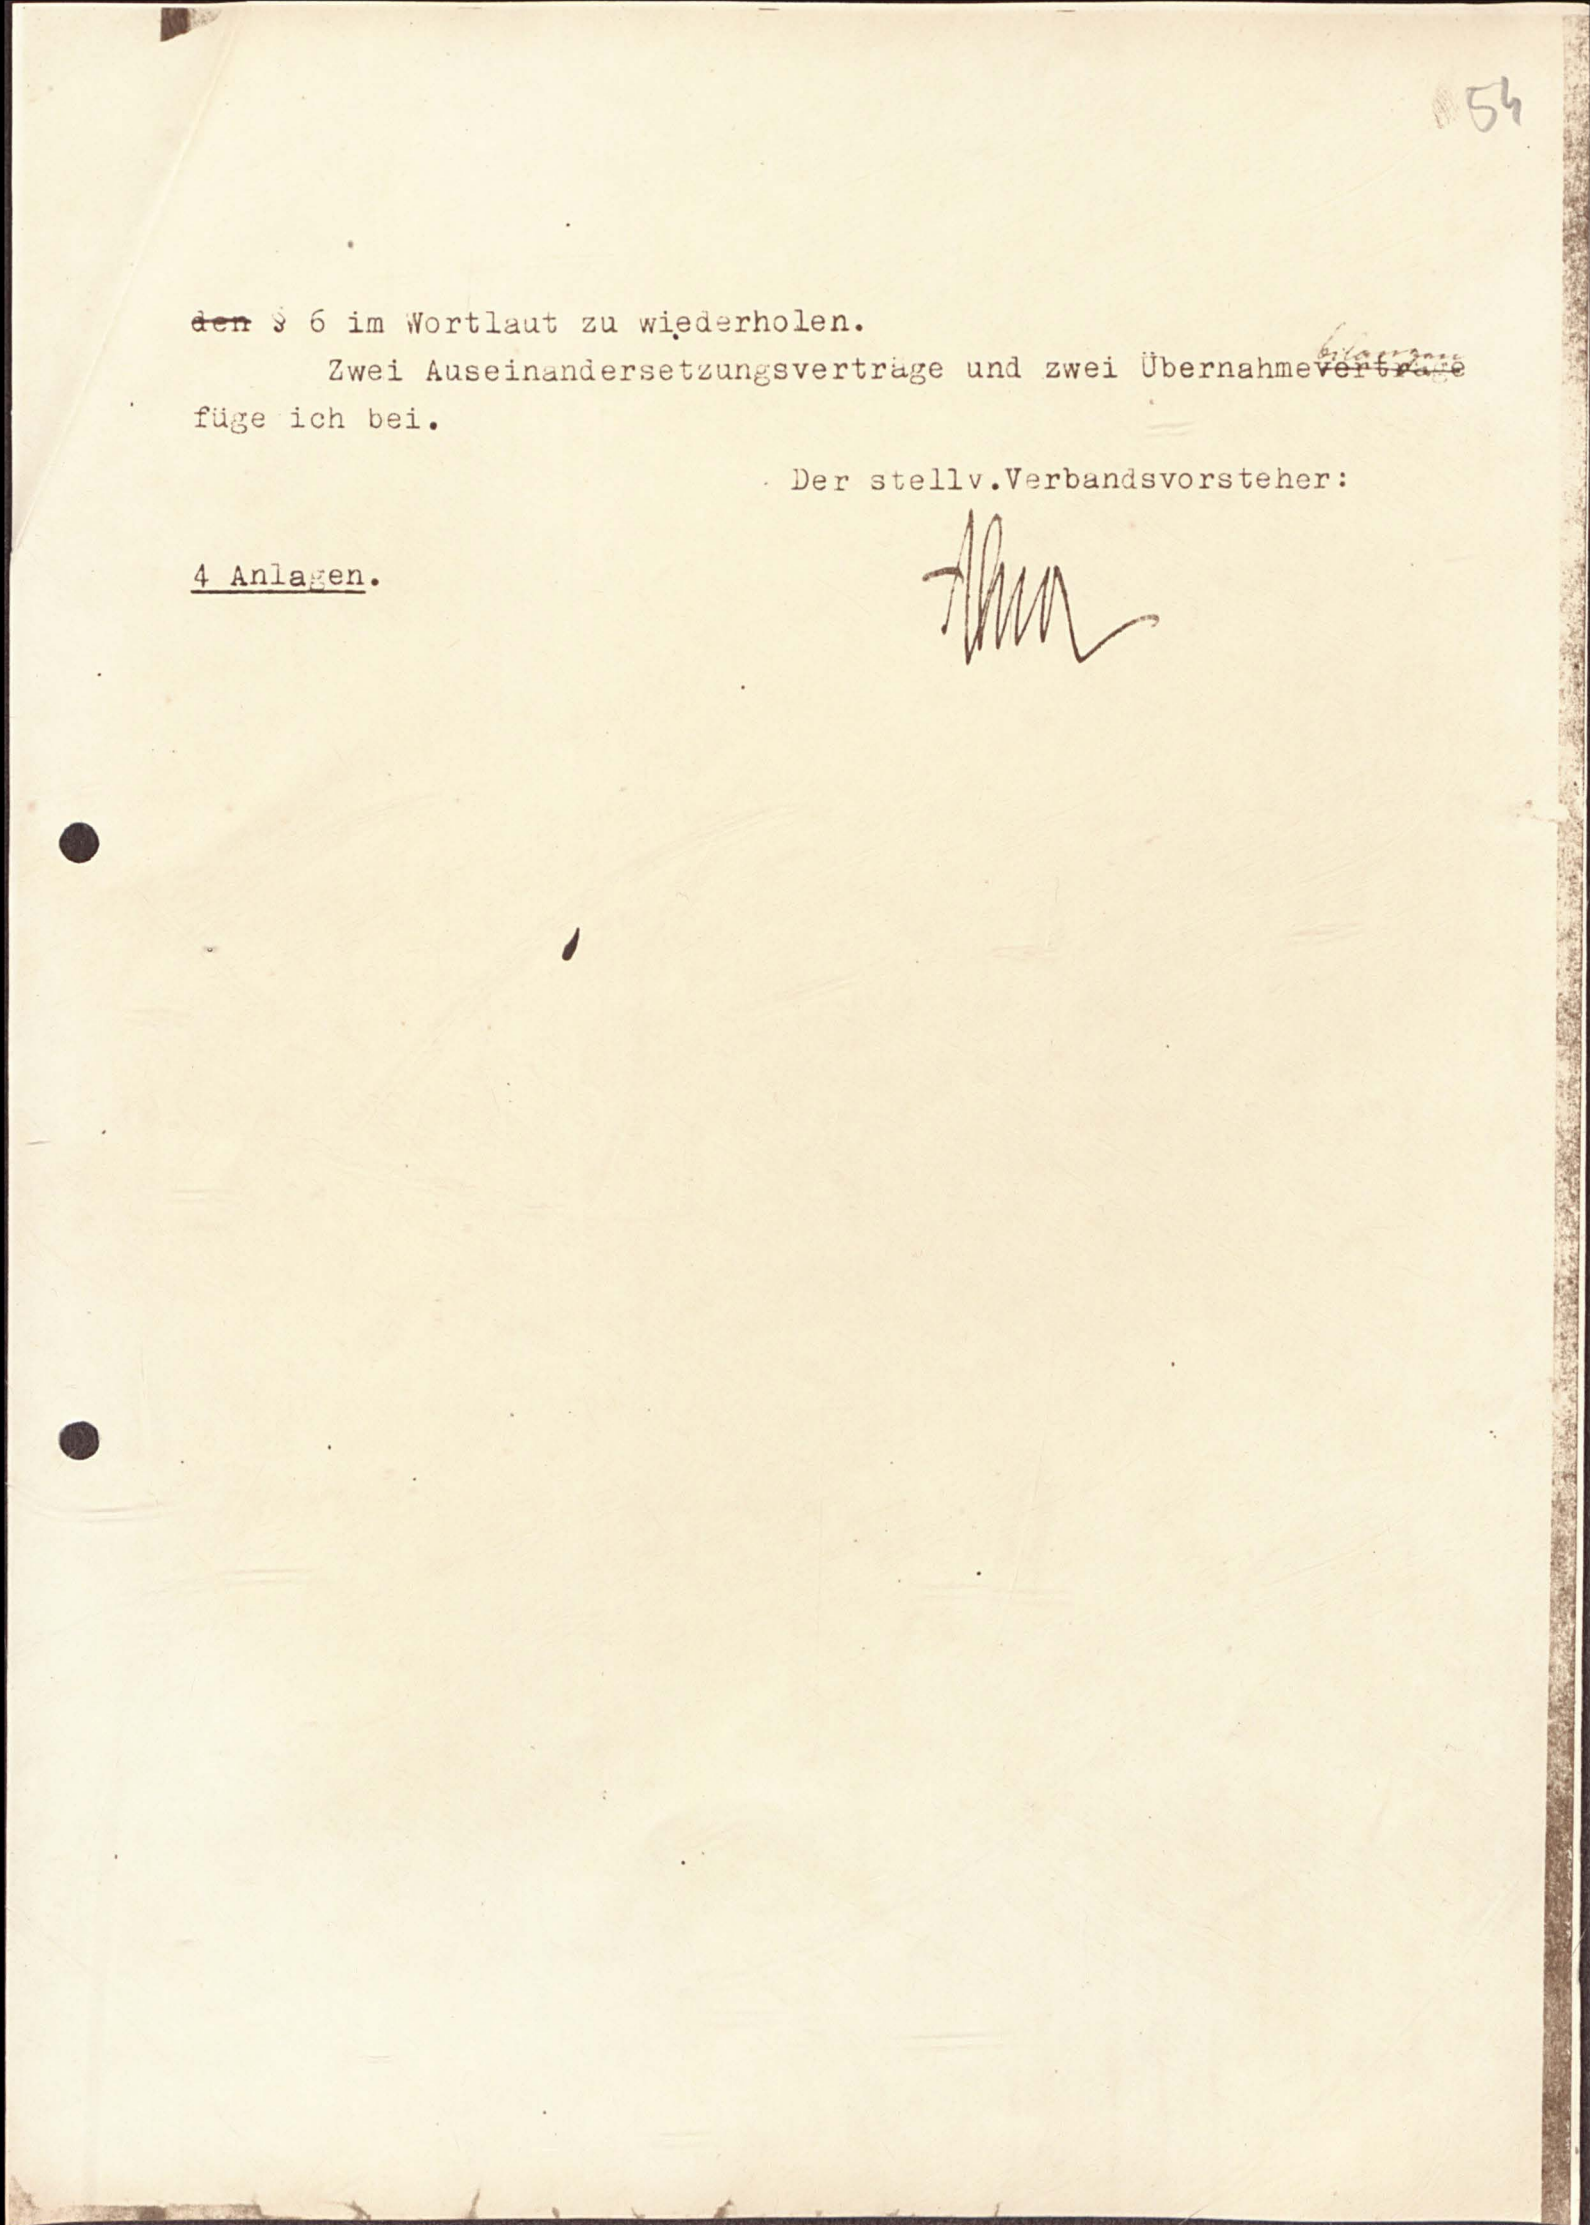 54
den § 6 im Wortlaut zu wiederholen.
bilanzen
Zwei Auseinandersetzungsverträge und zwei Übernahmeverträge
füge ich bei.
Der stellv.Verbandsvorsteher:
4 Anlagen.